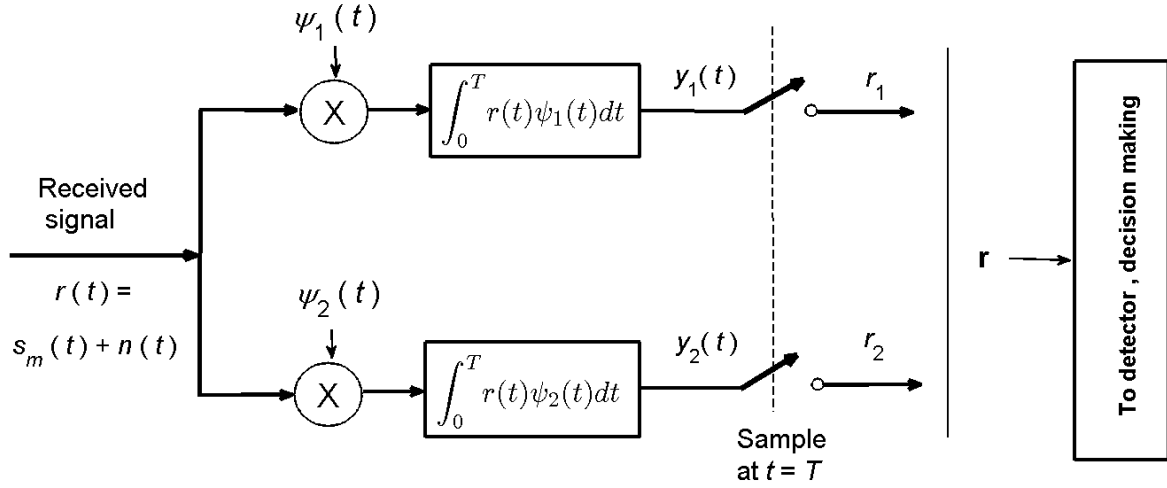 ψ₁(t)
X
∫₀ᵀ r(t)ψ₁(t)dt
y₁(t)
r₁
Received
signal
r(t) =
sₘ(t) + n(t)
ψ₂(t)
X
∫₀ᵀ r(t)ψ₂(t)dt
y₂(t)
r₂
Sample
at t = T
r
To detector , decision making